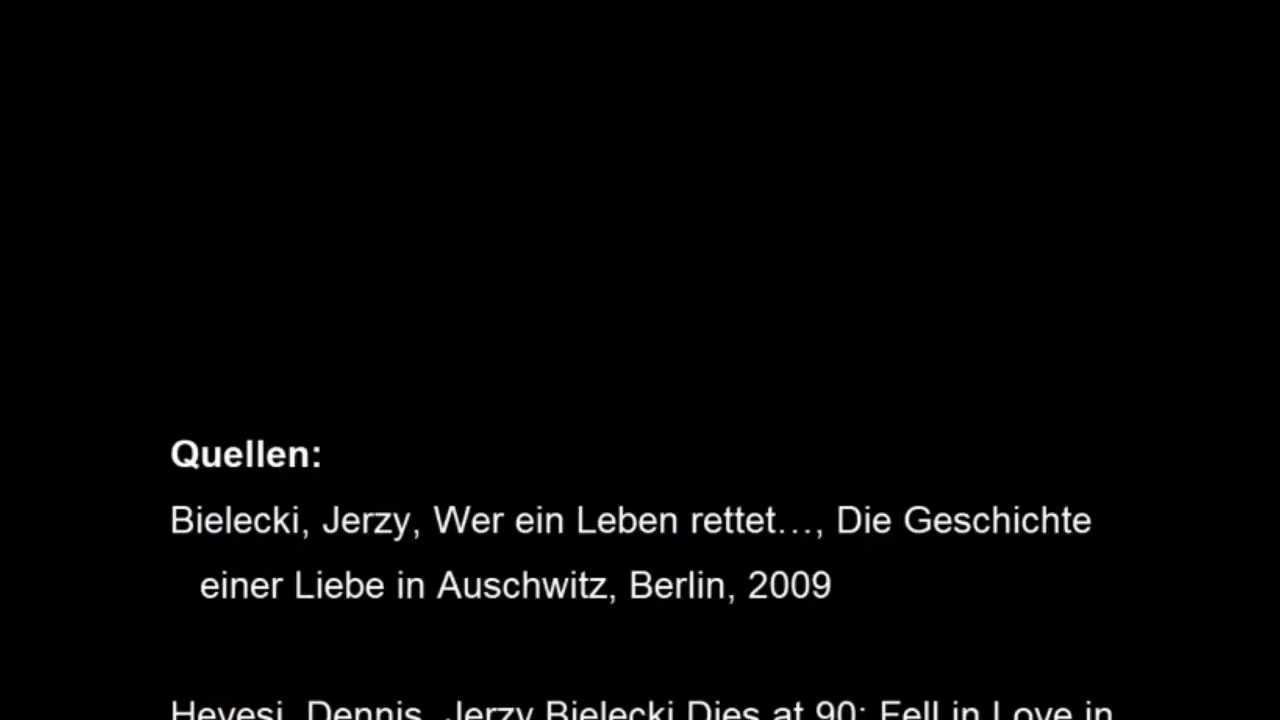 Quellen:
Bielecki, Jerzy, Wer ein Leben rettet…, Die Geschichte
einer Liebe in Auschwitz, Berlin, 2009
Hevesi, Dennis, Jerzy Bielecki Dies at 90; Fell in Love in